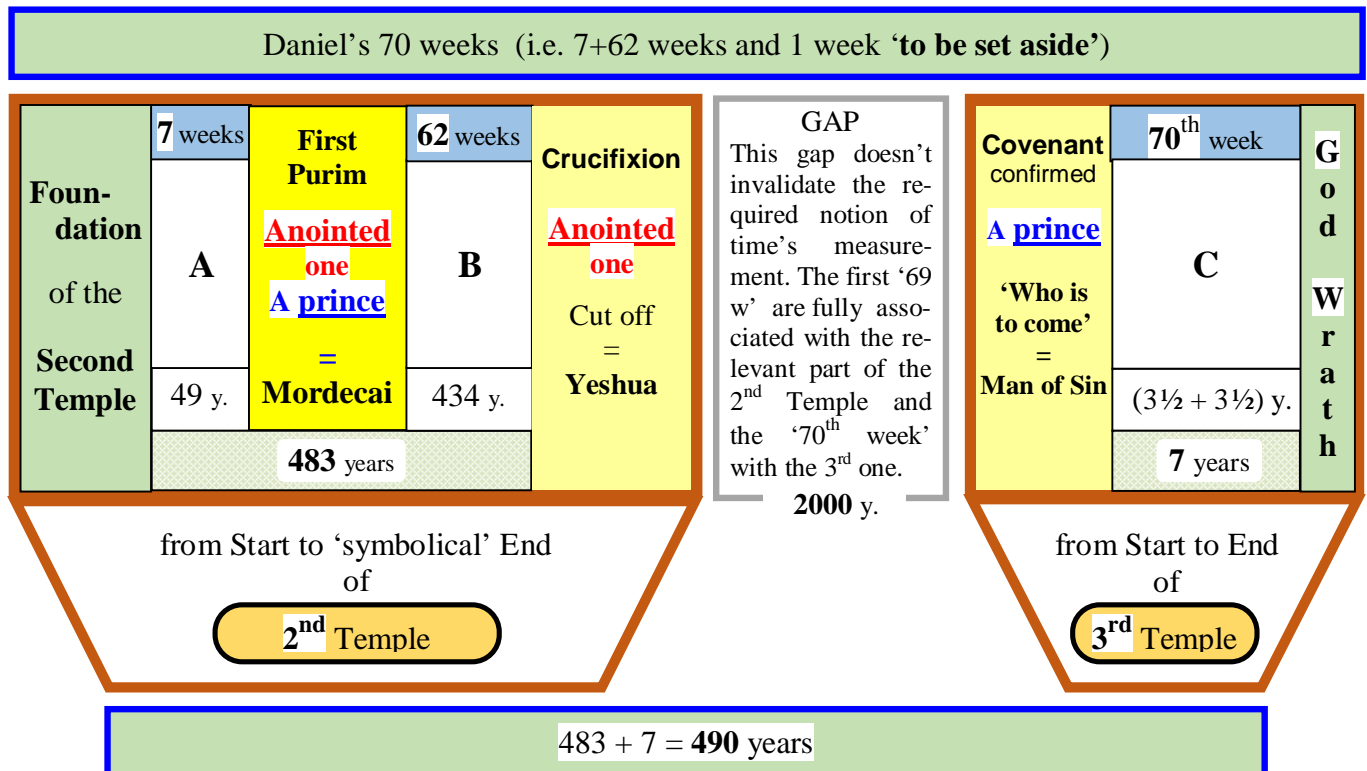 Daniel's 70 weeks (i.e. 7+62 weeks and 1 week ‘to be set aside’)
Foun-
dation
of the
Second
Temple
7 weeks
A
49 y.
First
Purim
Anointed
one
A prince
=
Mordecai
62 weeks
B
434 y.
483 years
Crucifixion
Anointed
one
Cut off
=
Yeshua
from Start to ‘symbolical’ End
of
2nd Temple
GAP
This gap doesn't
invalidate the re-
quired notion of
time's measure-
ment. The first ‘69
w’ are fully asso-
ciated with the re-
levant part of the
2nd Temple and
the ‘70th week’
with the 3rd one.
2000 y.
Covenant
confirmed
A prince
‘Who is
to come’
=
Man of Sin
70th week
C
(3½ + 3½) y.
7 years
God
Wrath
from Start to End
of
3rd Temple
483 + 7 = 490 years